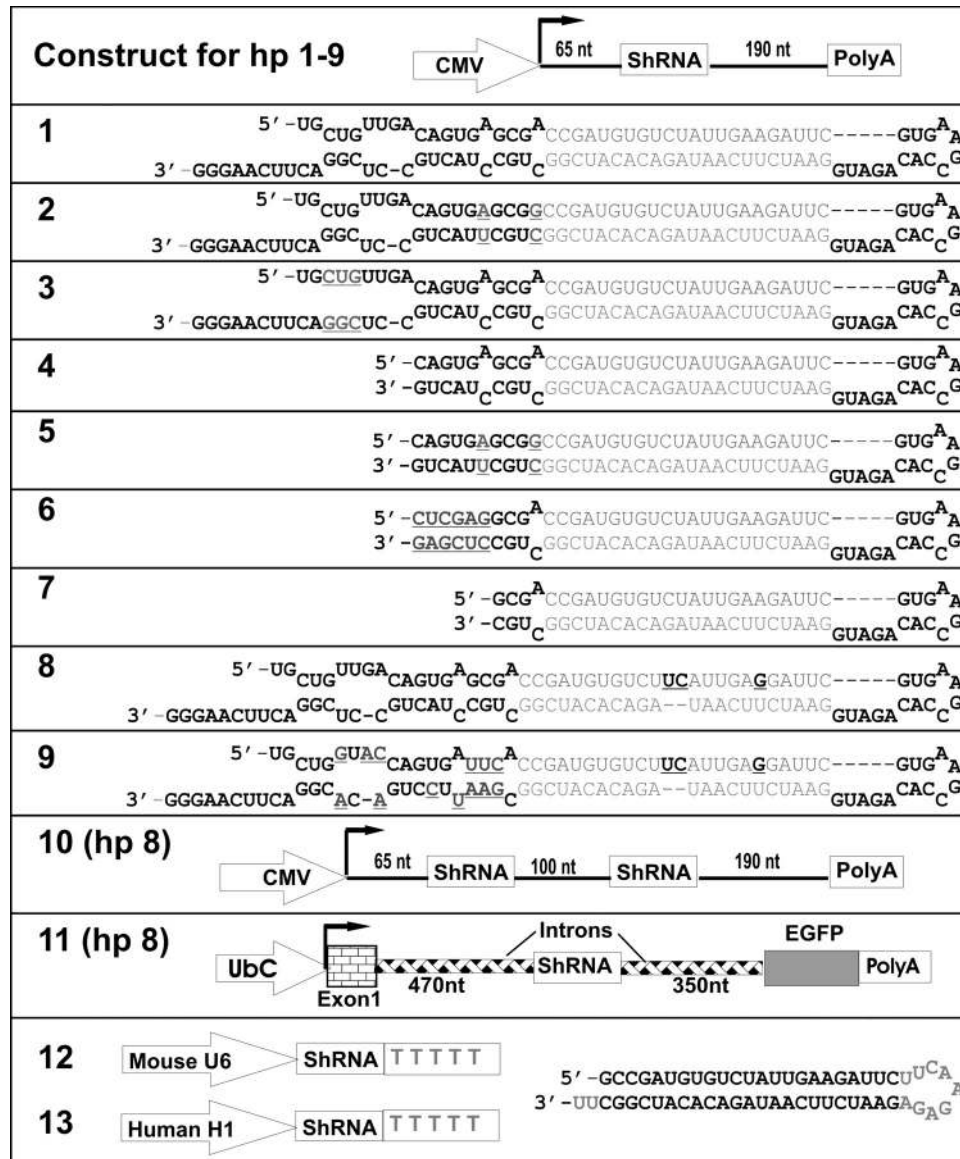 Construct for hp 1-9
CMV
65 nt
ShRNA
190 nt
PolyA
1
5′-UGCUGUUGACAGUGAGCGACCGAUGUGUCUAUUGAAGAUUC-----GUGAA
3′-GGGAACUUCAGGCUC-CGUCAUCCGUCGGCUACACAGAUAACUUCUAAGGUAGACACCG
2
5′-UGCUGUUGACAGUGAGCGGCCGAUGUGUCUAUUGAAGAUUC-----GUGAA
3′-GGGAACUUCAGGCUC-CGUCAUUCGUCGGCUACACAGAUAACUUCUAAGGUAGACACCG
3
5′-UGCUGUUGACAGUGAGCGACCGAUGUGUCUAUUGAAGAUUC-----GUGAA
3′-GGGAACUUCAGGCUC-CGUCAUCCGUCGGCUACACAGAUAACUUCUAAGGUAGACACCG
4
5′-CAGUGAGCGACCGAUGUGUCUAUUGAAGAUUC-----GUGAA
3′-GUCAUCCGUCGGCUACACAGAUAACUUCUAAGGUAGACACCG
5
5′-CAGUGAGCGGCCGAUGUGUCUAUUGAAGAUUC-----GUGAA
3′-GUCAUUCGUCGGCUACACAGAUAACUUCUAAGGUAGACACCG
6
5′-CUCGAGGCGACCGAUGUGUCUAUUGAAGAUUC-----GUGAA
3′-GAGCUCCGUCGGCUACACAGAUAACUUCUAAGGUAGACACCG
7
5′-GCGACCGAUGUGUCUAUUGAAGAUUC-----GUGAA
3′-CGUCGGCUACACAGAUAACUUCUAAGGUAGACACCG
8
5′-UGCUGUUGACAGUGAGCGACCGAUGUGUCUUCAUUGAGGAUUC-----GUGAA
3′-GGGAACUUCAGGCUC-CGUCAUCCGUCGGCUACACAGA--UAACUUCUAAGGUAGACACCG
9
5′-UGCUGGUACCAGUGAUUCACCGAUGUGUCUUCAUUGAGGAUUC-----GUGAA
3′-GGGAACUUCAGGCAC-AGUCCUUAAGCGGCUACACAGA--UAACUUCUAAGGUAGACACCG
10 (hp 8)
CMV
65 nt
ShRNA
100 nt
ShRNA
190 nt
PolyA
11 (hp 8)
Introns
EGFP
UbC
ShRNA
PolyA
Exon1
470nt
350nt
12
Mouse U6
ShRNA
T T T T T
5′-GCCGAUGUGUCUAUUGAAGAUUCUUCAA
3′-UUCGGCUACACAGAUAACUUCUAAGAGAG
13
Human H1
ShRNA
T T T T T